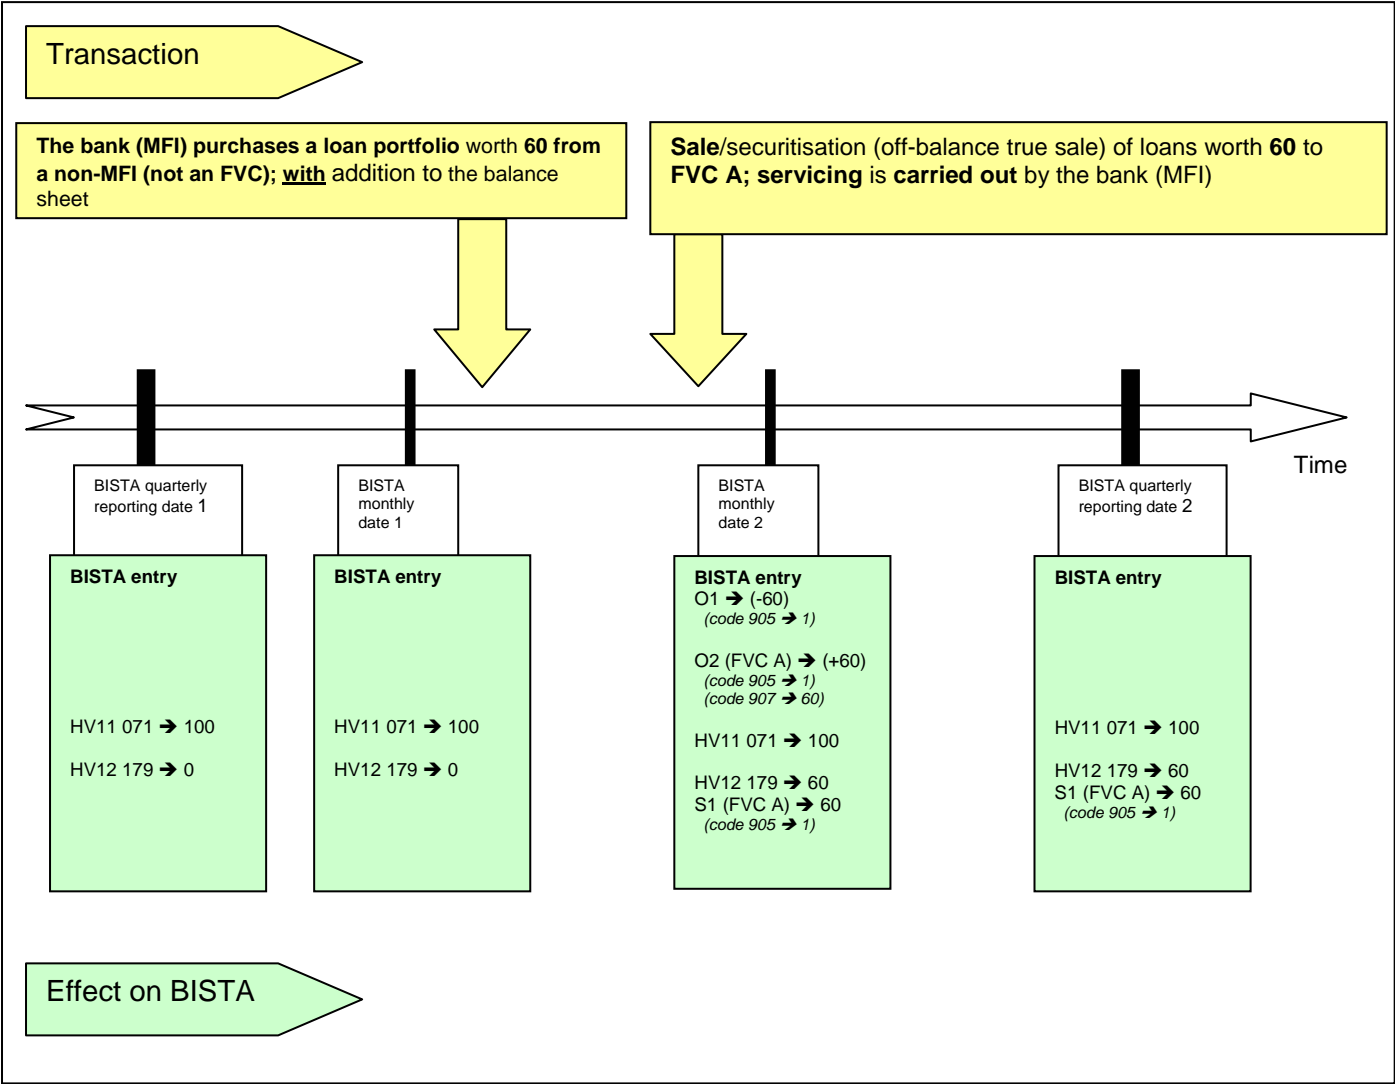 Transaction
The bank (MFI) purchases a loan portfolio worth 60 from
a non-MFI (not an FVC); with addition to the balance
sheet
Sale/securitisation (off-balance true sale) of loans worth 60 to
FVC A; servicing is carried out by the bank (MFI)
Time
BISTA quarterly
reporting date 1
BISTA
monthly
date 1
BISTA
monthly
date 2
BISTA quarterly
reporting date 2
BISTA entry
HV11 071 ➔ 100
HV12 179 ➔ 0
BISTA entry
HV11 071 ➔ 100
HV12 179 ➔ 0
BISTA entry
O1 ➔ (-60)
(code 905 ➔ 1)
O2 (FVC A) ➔ (+60)
(code 905 ➔ 1)
(code 907 ➔ 60)
HV11 071 ➔ 100
HV12 179 ➔ 60
S1 (FVC A) ➔ 60
(code 905 ➔ 1)
BISTA entry
HV11 071 ➔ 100
HV12 179 ➔ 60
S1 (FVC A) ➔ 60
(code 905 ➔ 1)
Effect on BISTA